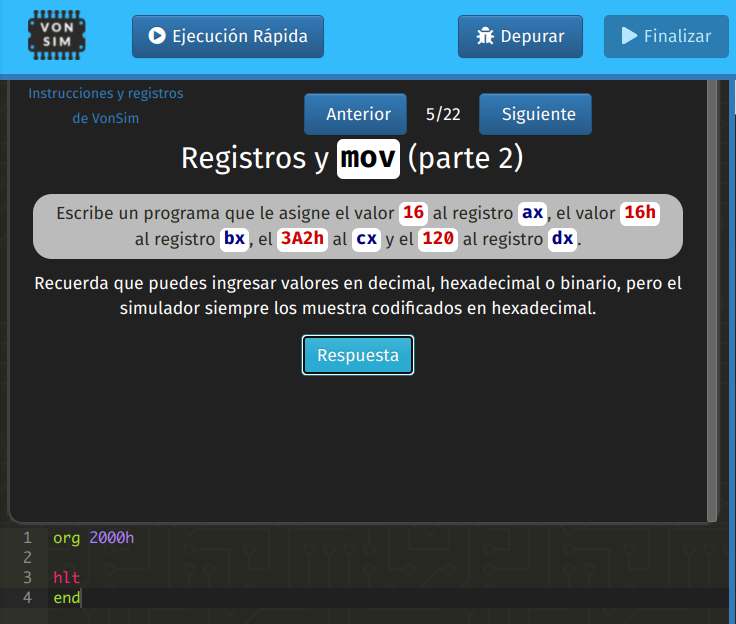 VON
SIM
Ejecución Rápida
Depurar
Finalizar
Instrucciones y registros
de VonSim
Anterior
5/22
Siguiente
Registros y mov (parte 2)
Escribe un programa que le asigne el valor 16 al registro ax, el valor 16h
al registro bx, el 3A2h al cx y el 120 al registro dx.
Recuerda que puedes ingresar valores en decimal, hexadecimal o binario, pero el
simulador siempre los muestra codificados en hexadecimal.
Respuesta
1 org 2000h
2
3 hlt
4 end